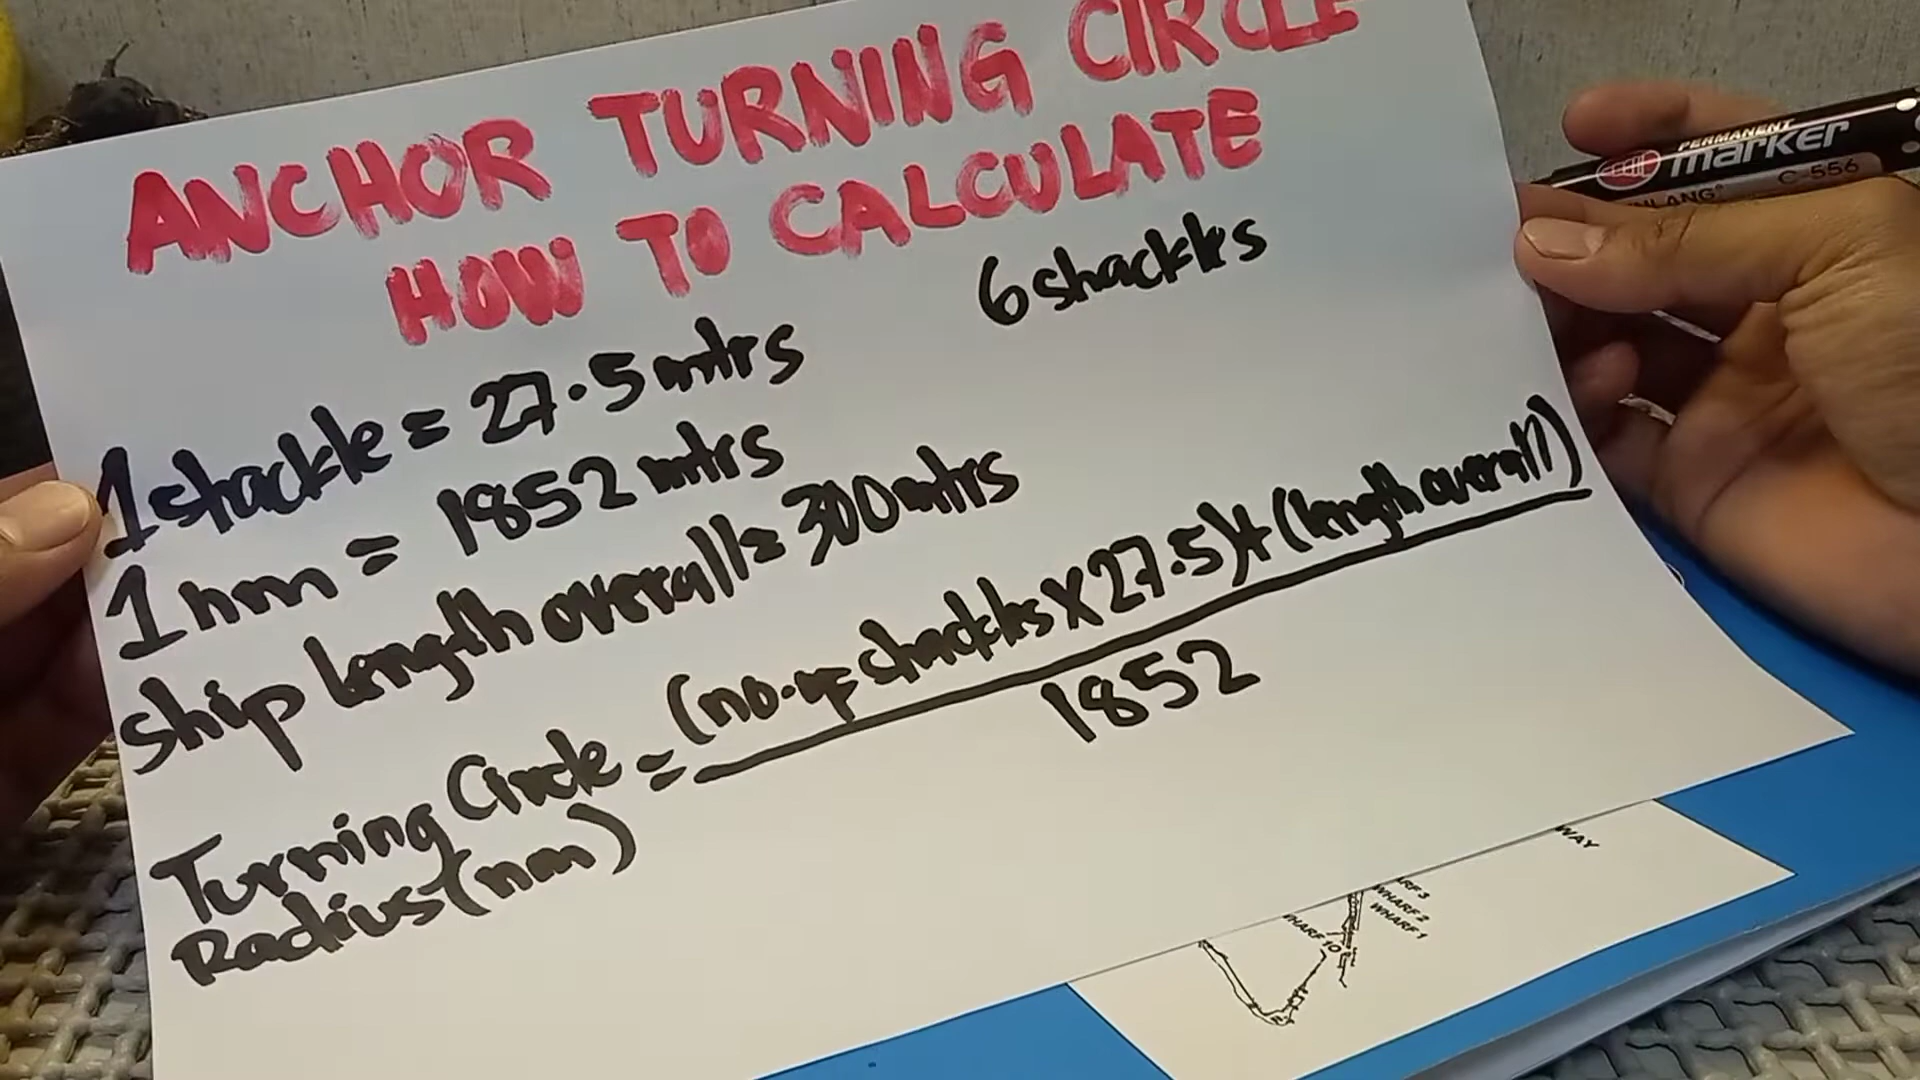 ANCHOR TURNING CIRCLE
HOW TO CALCULATE
6 shackles
1 shackle = 27.5 mtrs
1 nm = 1852 mtrs
Ship length overall = 300 mtrs
Turning Circle = (no. of shackles x 27.5) + (length overall)
1852
Radius (nm)
PERMANENT
marker
C-556
WAY
WHARF 2
WHARF 1
WHARF 10